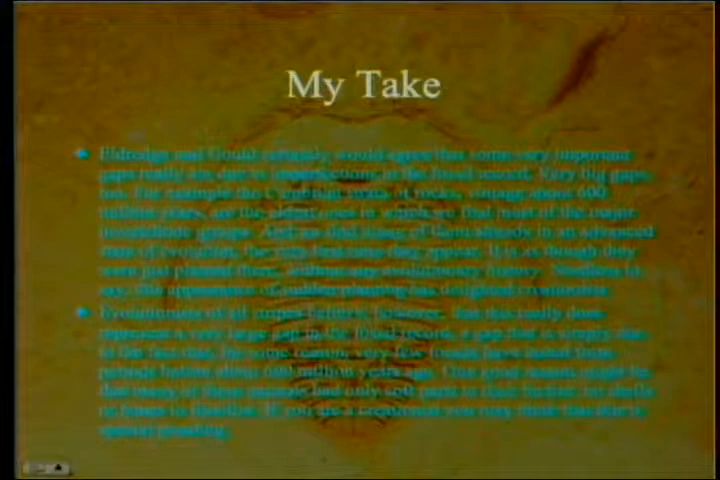 My Take
Eldredge and Gould certainly would agree that some very important
gaps really are due to imperfections in the fossil record. Very big gaps,
too. For example the Cambrian strata of rocks, vintage about 600
million years, are the oldest ones in which we find most of the major
invertebrate groups. And we find many of them already in an advanced
state of evolution, the very first time they appear. It is as though they
were just planted there, without any evolutionary history. Needless to
say, this appearance of sudden planting has delighted creationists.
Evolutionists of all stripes believe, however, that this really does
represent a very large gap in the fossil record, a gap that is simply due
to the fact that, for some reason, very few fossils have lasted from
periods before about 600 million years ago. One good reason might be
that many of these animals had only soft parts to their bodies: no shells
or bones to fossilize. If you are a creationist you may think that this is
special pleading.